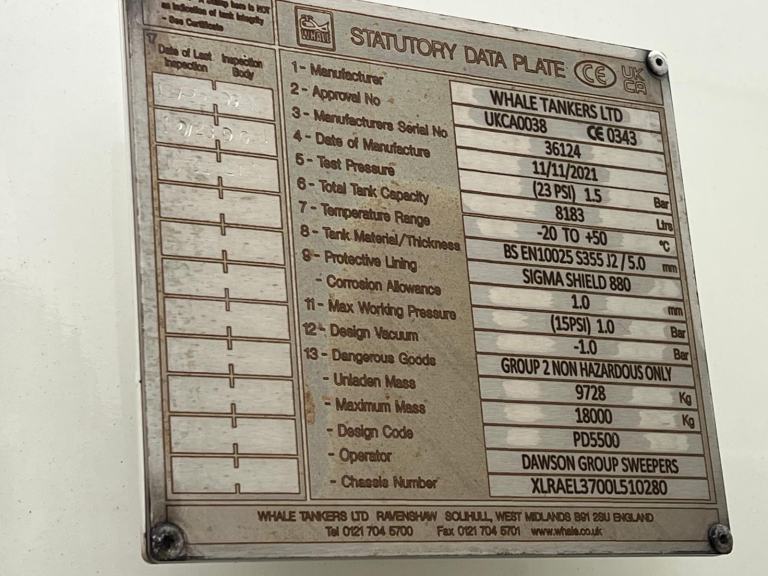 is NOT
an indication of tank integrity
- See Certificate
WHALE
STATUTORY DATA PLATE CE UK CA
Date of Last Inspection
Inspection Body
1 - Manufacturer WHALE TANKERS LTD
2 - Approval No UKCA0038 CE 0343
3 - Manufacturers Serial No 36124
4 - Date of Manufacture 11/11/2021
5 - Test Pressure (23 PSI) 1.5 Bar
6 - Total Tank Capacity 8183 Ltrs
7 - Temperature Range -20 TO +50 °C
8 - Tank Material/Thickness BS EN10025 S355 J2 / 5.0 mm
9 - Protective Lining SIGMA SHIELD 880
- Corrosion Allowance 1.0 mm
11 - Max Working Pressure (15PSI) 1.0 Bar
12 - Design Vacuum -1.0 Bar
13 - Dangerous Goods GROUP 2 NON HAZARDOUS ONLY
- Unladen Mass 9728 Kg
- Maximum Mass 18000 Kg
- Design Code PD5500
- Operator DAWSON GROUP SWEEPERS
- Chassis Number XLRAEL3700L510280
WHALE TANKERS LTD RAVENSHAW SOLIHULL, WEST MIDLANDS B91 2SU ENGLAND
Tel 0121 704 5700 Fax 0121 704 5701 www.whale.co.uk